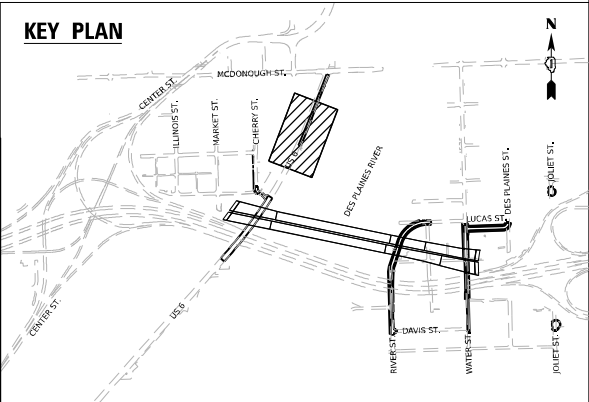 KEY PLAN
N
MCDONOUGH ST.
CENTER ST.
ILLINOIS ST.
MARKET ST.
CHERRY ST.
US 6
DES PLAINES RIVER
DES PLAINES ST.
JOLIET ST.
LUCAS ST.
CENTER ST.
US 6
RIVER ST.
DAVIS ST.
WATER ST.
JOLIET ST.